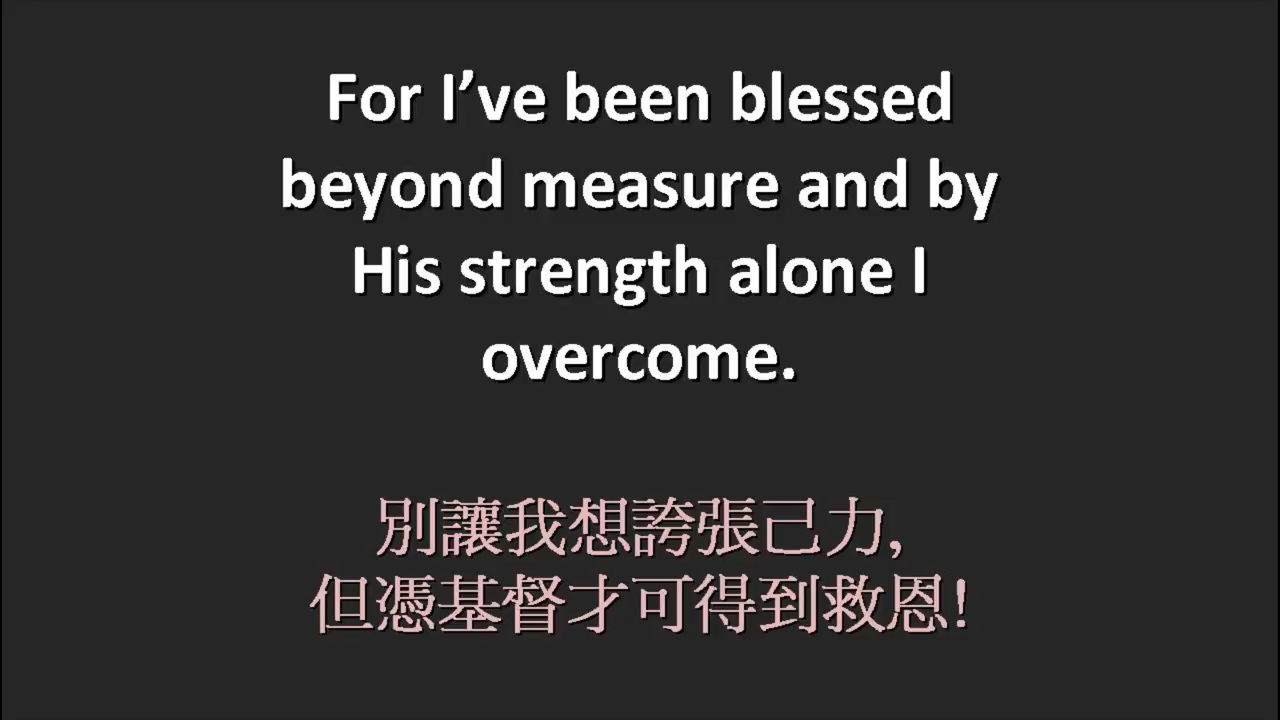 For I’ve been blessed
beyond measure and by
His strength alone I
overcome.
別讓我想誇張己力,
但憑基督才可得到救恩!